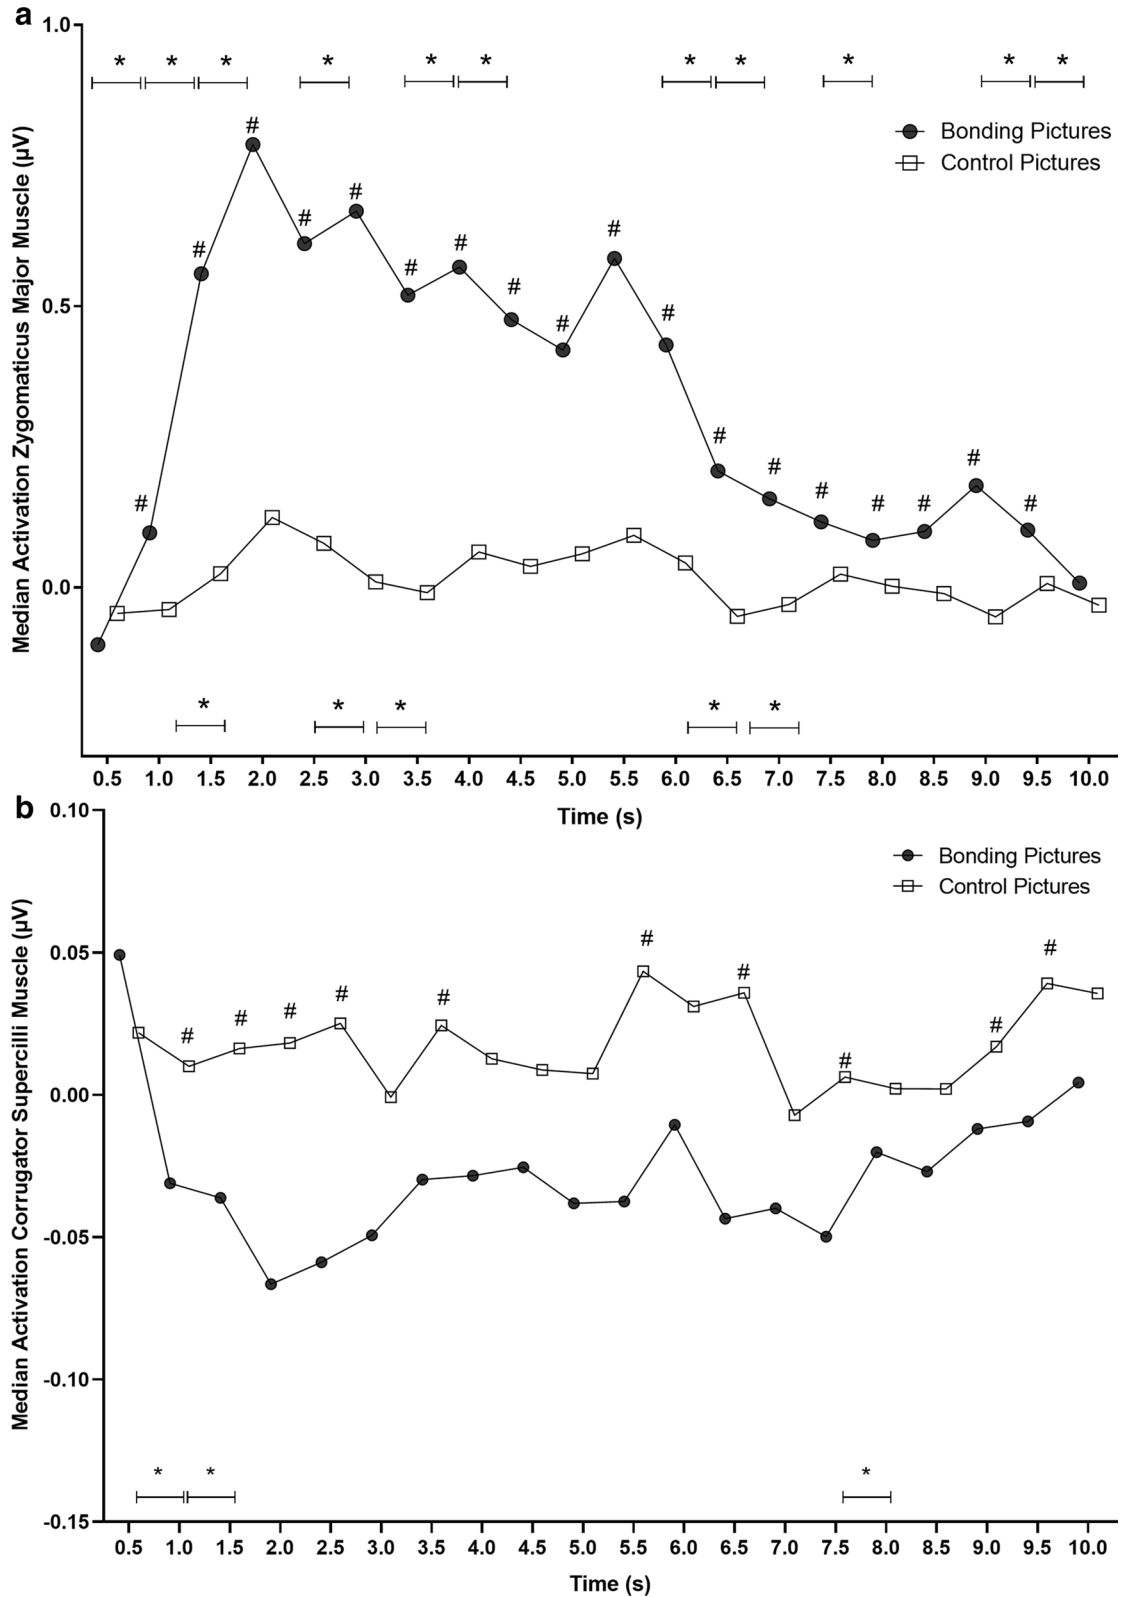 a
1.0
* * * * * * * * * * *
Bonding Pictures
Control Pictures
# # # # # # # # # # # # # # # # # #
0.5
0.0
Median Activation Zygomaticus Major Muscle (µV)
* * * * *
0.5 1.0 1.5 2.0 2.5 3.0 3.5 4.0 4.5 5.0 5.5 6.0 6.5 7.0 7.5 8.0 8.5 9.0 9.5 10.0
Time (s)
b
0.10
Bonding Pictures
Control Pictures
0.05
# # # # # # # # # #
0.00
-0.05
-0.10
-0.15
Median Activation Corrugator Supercilli Muscle (µV)
* * *
0.5 1.0 1.5 2.0 2.5 3.0 3.5 4.0 4.5 5.0 5.5 6.0 6.5 7.0 7.5 8.0 8.5 9.0 9.5 10.0
Time (s)